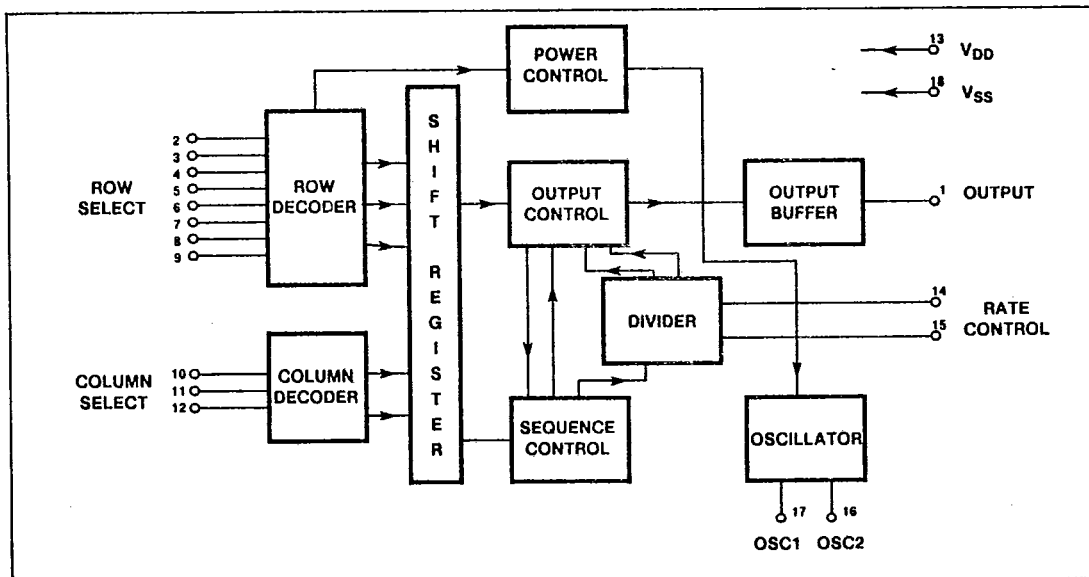 POWER
CONTROL
13 VDD
18 VSS
ROW
SELECT
2
3
4
5
6
7
8
9
ROW
DECODER
SHIFT REGISTER
OUTPUT
CONTROL
OUTPUT
BUFFER
1 OUTPUT
DIVIDER
14
15
RATE
CONTROL
COLUMN
SELECT
10
11
12
COLUMN
DECODER
SEQUENCE
CONTROL
OSCILLATOR
17 16
OSC1 OSC2